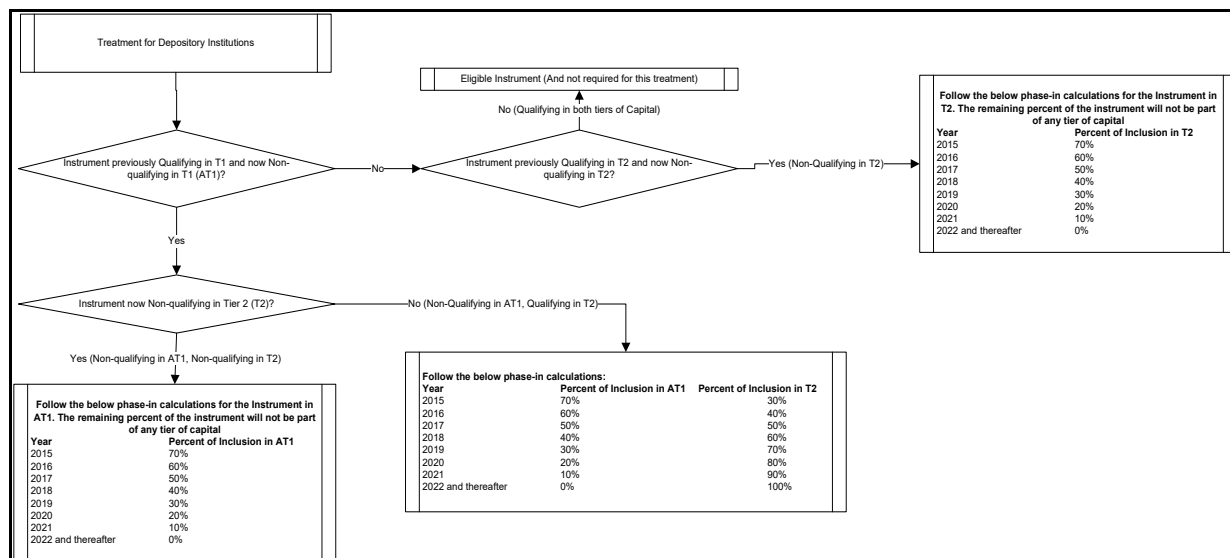 Treatment for Depository Institutions
Eligible Instrument (And not required for this treatment)
No (Qualifying in both tiers of Capital)
Instrument previously Qualifying in T1 and now Non-
qualifying in T1 (AT1)?
No
Instrument previously Qualifying in T2 and now Non-
qualifying in T2?
Yes (Non-Qualifying in T2)
Follow the below phase-in calculations for the Instrument in
T2. The remaining percent of the instrument will not be part
of any tier of capital
Year Percent of Inclusion in T2
2015 70%
2016 60%
2017 50%
2018 40%
2019 30%
2020 20%
2021 10%
2022 and thereafter 0%
Yes
Instrument now Non-qualifying in Tier 2 (T2)?
No (Non-Qualifying in AT1, Qualifying in T2)
Yes (Non-qualifying in AT1, Non-qualifying in T2)
Follow the below phase-in calculations for the Instrument in
AT1. The remaining percent of the instrument will not be part
of any tier of capital
Year Percent of Inclusion in AT1
2015 70%
2016 60%
2017 50%
2018 40%
2019 30%
2020 20%
2021 10%
2022 and thereafter 0%
Follow the below phase-in calculations:
Year Percent of Inclusion in AT1 Percent of Inclusion in T2
2015 70% 30%
2016 60% 40%
2017 50% 50%
2018 40% 60%
2019 30% 70%
2020 20% 80%
2021 10% 90%
2022 and thereafter 0% 100%